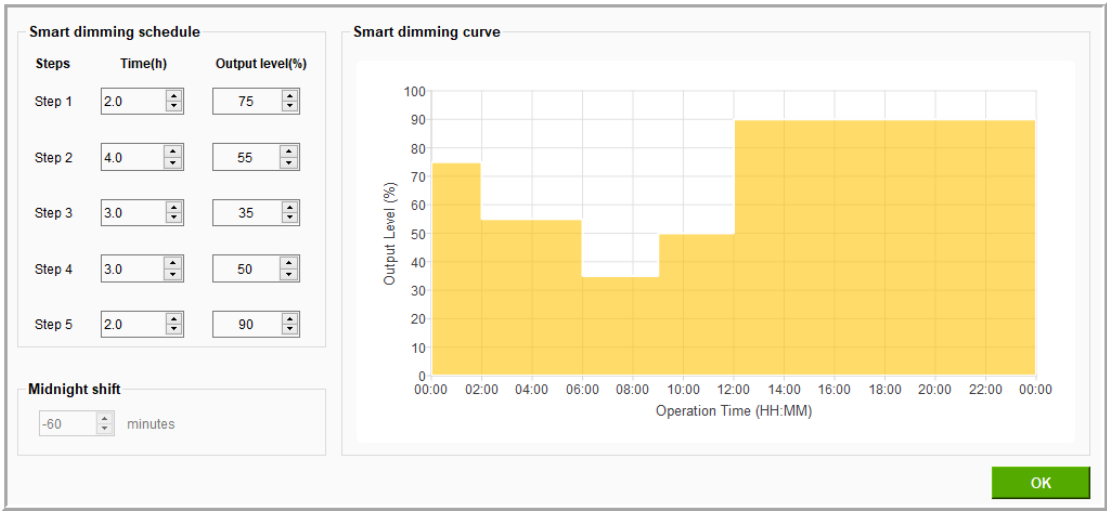 Smart dimming schedule
Steps Time(h) Output level(%)
Step 1 2.0 75
Step 2 4.0 55
Step 3 3.0 35
Step 4 3.0 50
Step 5 2.0 90
Midnight shift
-60 minutes
Smart dimming curve
100
90
80
70
60
50
40
30
20
10
0
Output Level (%)
00:00 02:00 04:00 06:00 08:00 10:00 12:00 14:00 16:00 18:00 20:00 22:00 00:00
Operation Time (HH:MM)
OK